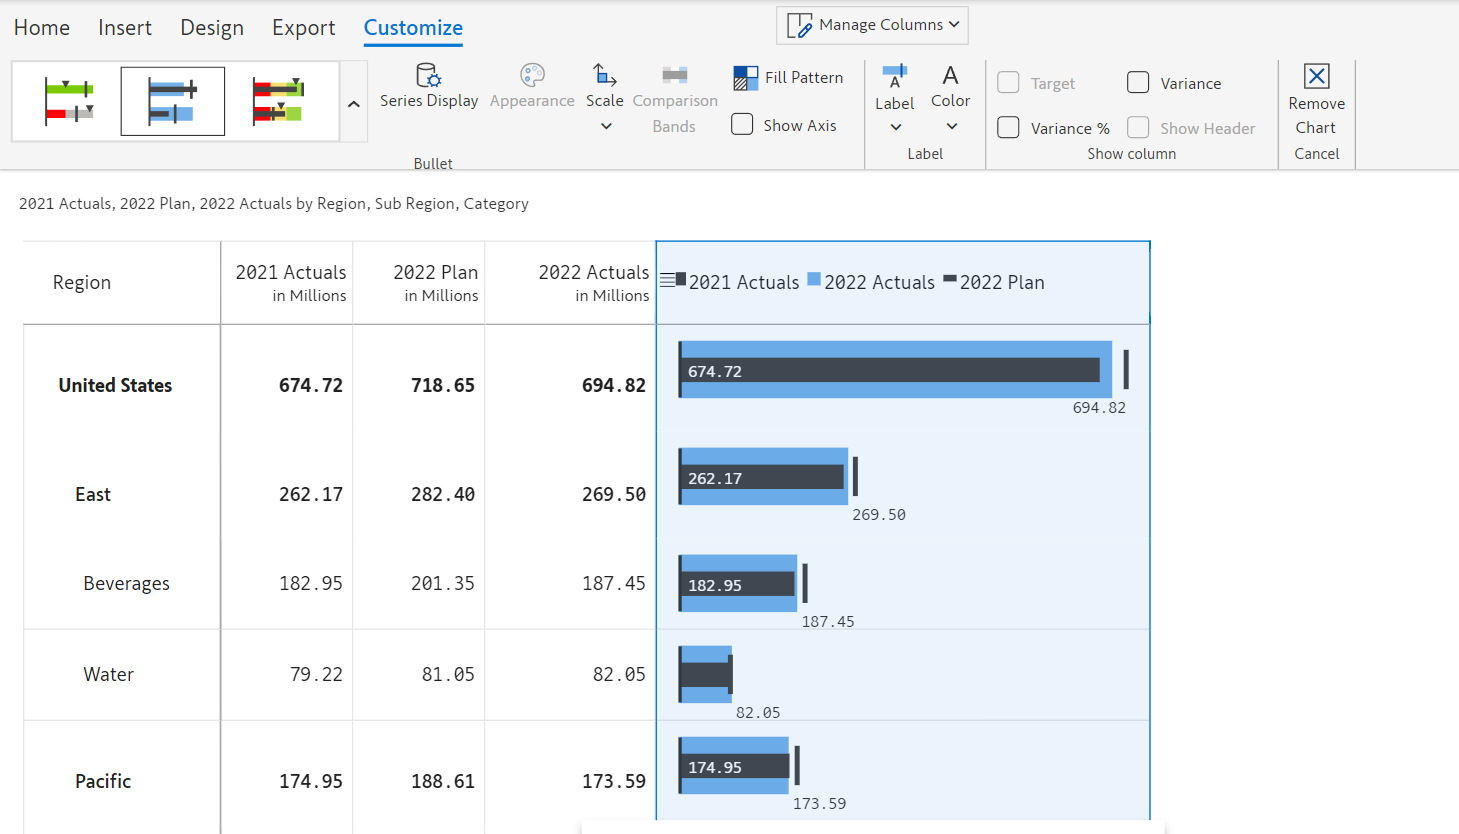 Home Insert Design Export Customize
Manage Columns
Series Display Appearance Scale Comparison Bands
Fill Pattern
Show Axis
Bullet
Label Color
Label
Target Variance
Variance % Show Header
Show column
Remove Chart
Cancel
2021 Actuals, 2022 Plan, 2022 Actuals by Region, Sub Region, Category
Region 2021 Actuals 2022 Plan 2022 Actuals 2021 Actuals 2022 Actuals 2022 Plan
in Millions in Millions in Millions
United States 674.72 718.65 694.82 674.72
694.82
East 262.17 282.40 269.50 262.17
269.50
Beverages 182.95 201.35 187.45 182.95
187.45
Water 79.22 81.05 82.05
82.05
Pacific 174.95 188.61 173.59 174.95
173.59